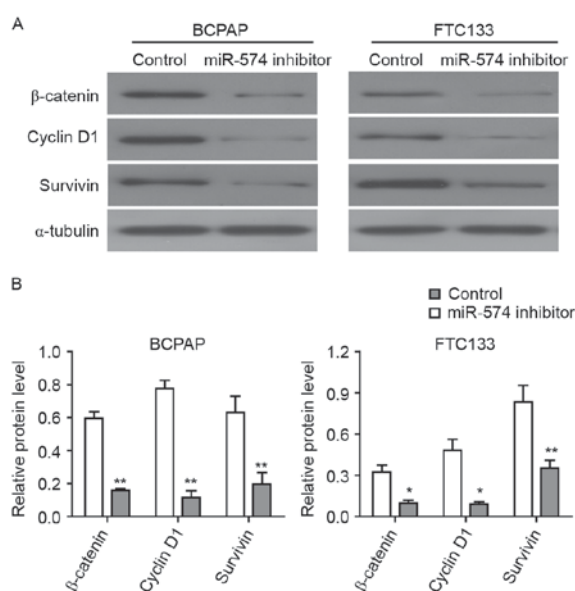 A
BCPAP FTC133
Control miR-574 inhibitor Control miR-574 inhibitor
β-catenin
Cyclin D1
Survivin
α-tubulin
B
Control
miR-574 inhibitor
BCPAP
Relative protein level
1.0
0.8
0.6
0.4
0.2
0.0
** ** **
β-catenin Cyclin D1 Survivin
FTC133
Relative protein level
1.2
0.9
0.6
0.3
0.0
* * **
β-catenin Cyclin D1 Survivin